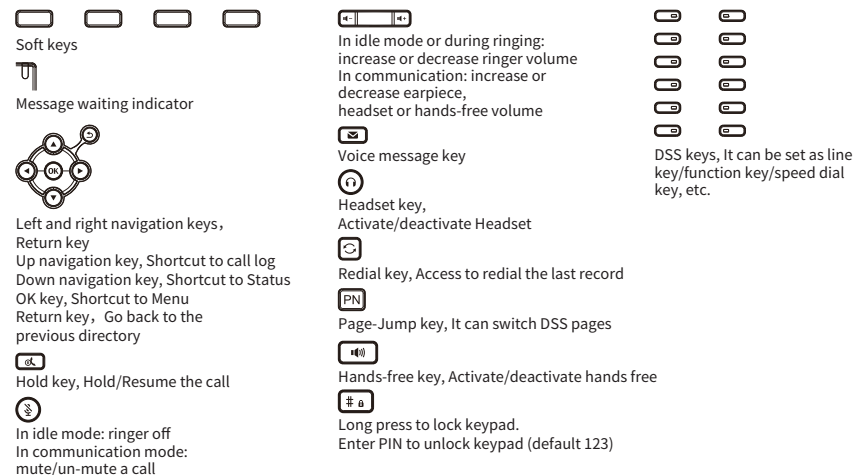 Soft keys
Message waiting indicator
OK
Left and right navigation keys，
Return key
Up navigation key, Shortcut to call log
Down navigation key, Shortcut to Status
OK key, Shortcut to Menu
Return key，Go back to the
previous directory
Hold key, Hold/Resume the call
In idle mode: ringer off
In communication mode:
mute/un-mute a call
In idle mode or during ringing:
increase or decrease ringer volume
In communication: increase or
decrease earpiece,
headset or hands-free volume
Voice message key
Headset key,
Activate/deactivate Headset
Redial key, Access to redial the last record
PN
Page-Jump key, It can switch DSS pages
Hands-free key, Activate/deactivate hands free
#
Long press to lock keypad.
Enter PIN to unlock keypad (default 123)
DSS keys, It can be set as line
key/function key/speed dial
key, etc.